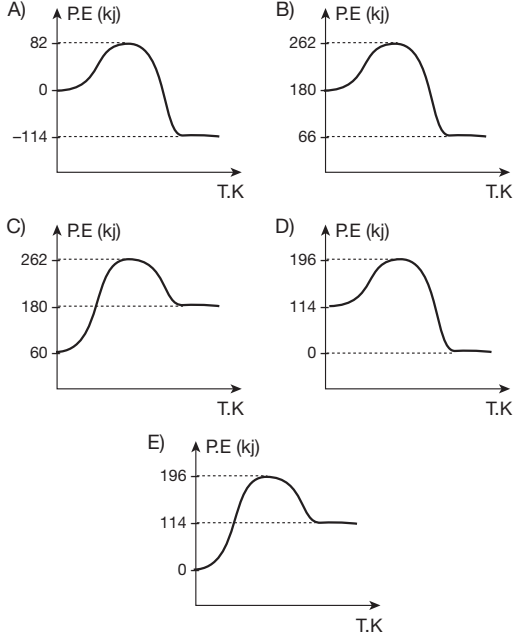 A) P.E (kj)
82
0
–114
T.K
B) P.E (kj)
262
180
66
T.K
C) P.E (kj)
262
180
60
T.K
D) P.E (kj)
196
114
0
T.K
E) P.E (kj)
196
114
0
T.K